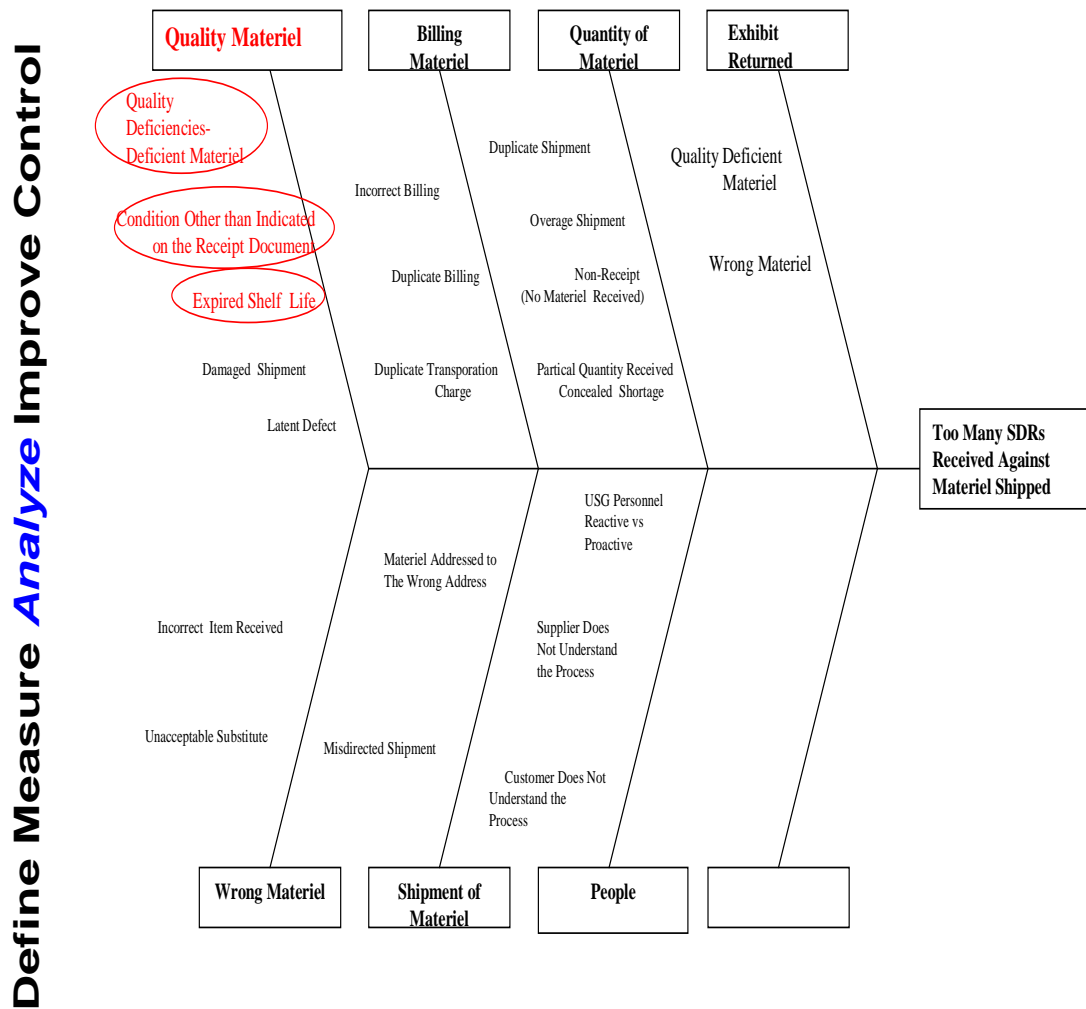 Define Measure Analyze Improve Control
Quality Materiel
Billing
Materiel
Quantity of
Materiel
Exhibit
Returned
Quality
Deficiencies-
Deficient Materiel
Condition Other than Indicated
on the Receipt Document
Expired Shelf Life
Damaged Shipment
Latent Defect
Incorrect Billing
Duplicate Billing
Duplicate Transporation
Charge
Duplicate Shipment
Overage Shipment
Non-Receipt
(No Materiel Received)
Partical Quantity Received
Concealed Shortage
Quality Deficient
Materiel
Wrong Materiel
Too Many SDRs
Received Against
Materiel Shipped
Incorrect Item Received
Unacceptable Substitute
Materiel Addressed to
The Wrong Address
Misdirected Shipment
USG Personnel
Reactive vs
Proactive
Supplier Does
Not Understand
the Process
Customer Does Not
Understand the
Process
Wrong Materiel
Shipment of
Materiel
People